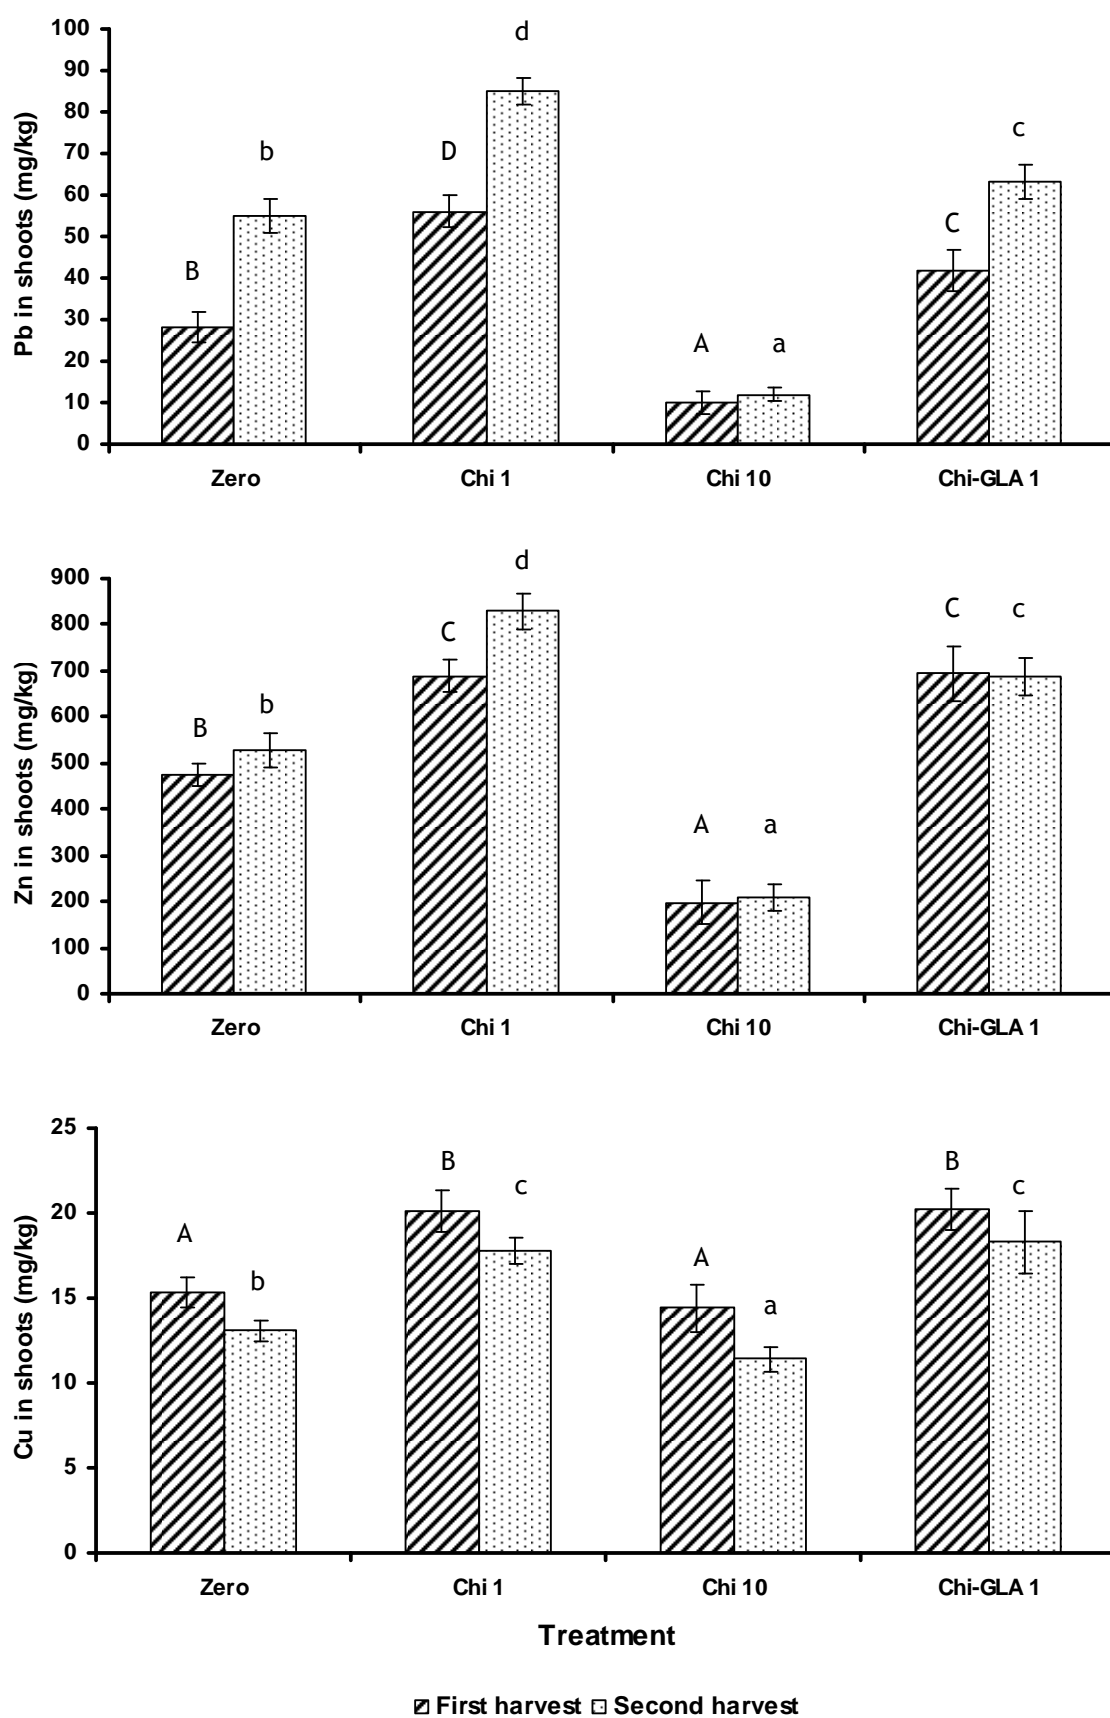 Pb in shoots (mg/kg)
100
90
80
70
60
50
40
30
20
10
0
B
b
D
d
A
a
C
c
Zero
Chi 1
Chi 10
Chi-GLA 1
Zn in shoots (mg/kg)
900
800
700
600
500
400
300
200
100
0
B
b
C
d
A
a
C
c
Zero
Chi 1
Chi 10
Chi-GLA 1
Cu in shoots (mg/kg)
25
20
15
10
5
0
A
b
B
c
A
a
B
c
Zero
Chi 1
Chi 10
Chi-GLA 1
Treatment
First harvest
Second harvest